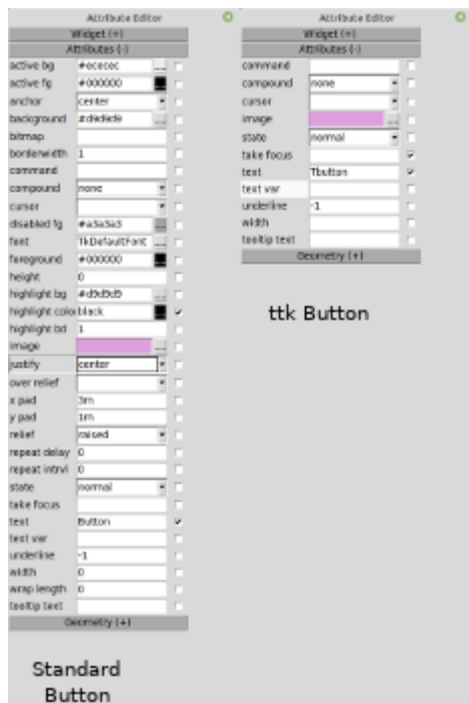 Attribute Editor
Widget (+)
Attributes (-)
active bg #ececec ...
active fg #000000
anchor center
background #d9d9d9 ...
bitmap
borderwidth 1
command
compound none
cursor
disabled fg #a3a3a3
font TkDefaultFont ...
foreground #000000
height 0
highlight bg #d9d9d9 ...
highlight colo black
highlight bd 1
image ...
justify center
over relief
x pad 3m
y pad 1m
relief raised
repeat delay 0
repeat intrvl 0
state normal
take focus
text Button
text var
underline -1
width 0
wrap length 0
tooltip text
Geometry (+)
Standard
Button
Attribute Editor
Widget (+)
Attributes (-)
command
compound none
cursor
image ...
state normal
take focus
text Tbutton
text var
underline -1
width
tooltip text
Geometry (+)
ttk Button